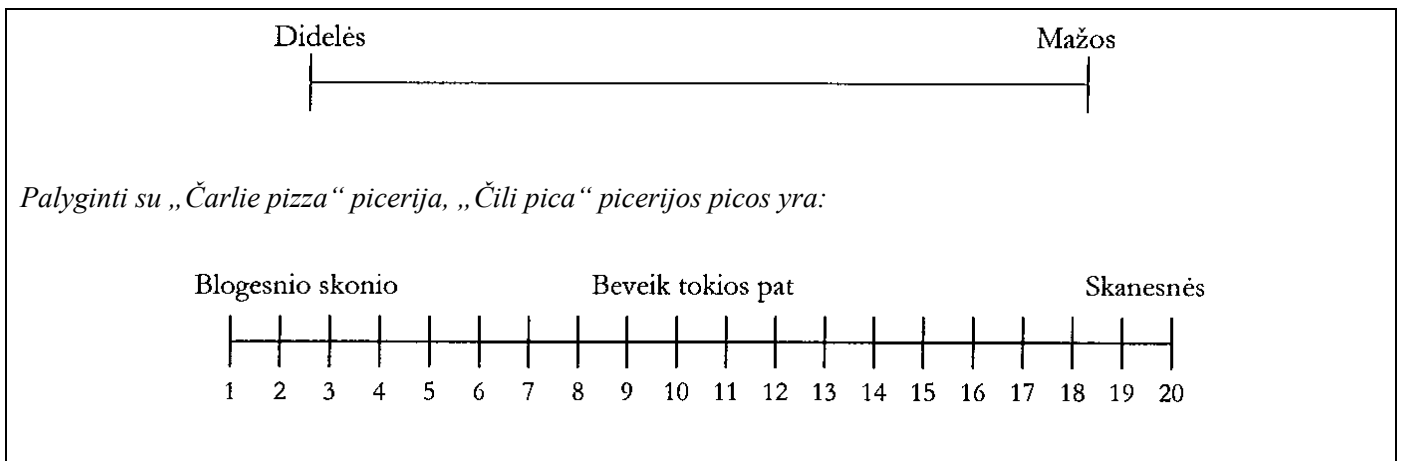 Didelės Mažos
Palyginti su „Čarlie pizza“ picerija, „Čili pica“ picerijos picos yra:
Blogesnio skonio Beveik tokios pat Skanesnės
1 2 3 4 5 6 7 8 9 10 11 12 13 14 15 16 17 18 19 20